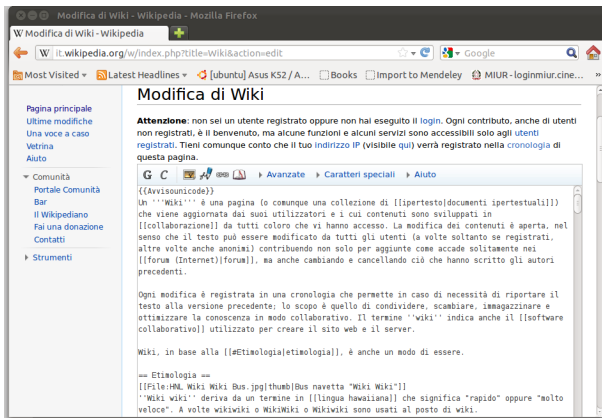 Modifica di Wiki - Wikipedia - Mozilla Firefox
W Modifica di Wiki - Wikipedia
W it.wikipedia.org/w/index.php?title=Wiki&action=edit Google
Most Visited Latest Headlines [ubuntu] Asus K52 / A... Books Import to Mendeley MIUR - loginmiur.cine...
Pagina principale
Ultime modifiche
Una voce a caso
Vetrina
Aiuto
Comunità
Portale Comunità
Bar
Il Wikipediano
Fai una donazione
Contatti
Strumenti
Modifica di Wiki
Attenzione: non sei un utente registrato oppure non hai eseguito il login. Ogni contributo, anche di utenti
non registrati, è il benvenuto, ma alcune funzioni e alcuni servizi sono accessibili solo agli utenti
registrati. Tieni comunque conto che il tuo indirizzo IP (visibile qui) verrà registrato nella cronologia di
questa pagina.
G C Avanzate Caratteri speciali Aiuto
{{Avvisounicode}}
Un '''Wiki''' è una pagina (o comunque una collezione di [[ipertesto|documenti ipertestuali]])
che viene aggiornata dai suoi utilizzatori e i cui contenuti sono sviluppati in
[[collaborazione]] da tutti coloro che vi hanno accesso. La modifica dei contenuti è aperta, nel
senso che il testo può essere modificato da tutti gli utenti (a volte soltanto se registrati,
altre volte anche anonimi) contribuendo non solo per aggiunte come accade solitamente nei
[[forum (Internet)|forum]], ma anche cambiando e cancellando ciò che hanno scritto gli autori
precedenti.
Ogni modifica è registrata in una cronologia che permette in caso di necessità di riportare il
testo alla versione precedente; lo scopo è quello di condividere, scambiare, immagazzinare e
ottimizzare la conoscenza in modo collaborativo. Il termine ''wiki'' indica anche il [[software
collaborativo]] utilizzato per creare il sito web e il server.
Wiki, in base alla [[#Etimologia|etimologia]], è anche un modo di essere.
== Etimologia ==
[[File:HNL Wiki Wiki Bus.jpg|thumb|Bus navetta "Wiki Wiki"]]
''Wiki wiki'' deriva da un termine in [[lingua hawaiiana]] che significa "rapido" oppure "molto
veloce". A volte wikiwiki o WikiWiki o Wikiwiki sono usati al posto di wiki.